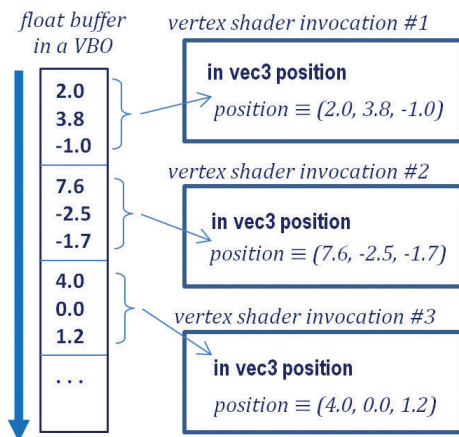 float buffer
in a VBO
2.0
3.8
-1.0
7.6
-2.5
-1.7
4.0
0.0
1.2
. . .
vertex shader invocation #1
in vec3 position
position ≡ (2.0, 3.8, -1.0)
vertex shader invocation #2
in vec3 position
position ≡ (7.6, -2.5, -1.7)
vertex shader invocation #3
in vec3 position
position ≡ (4.0, 0.0, 1.2)